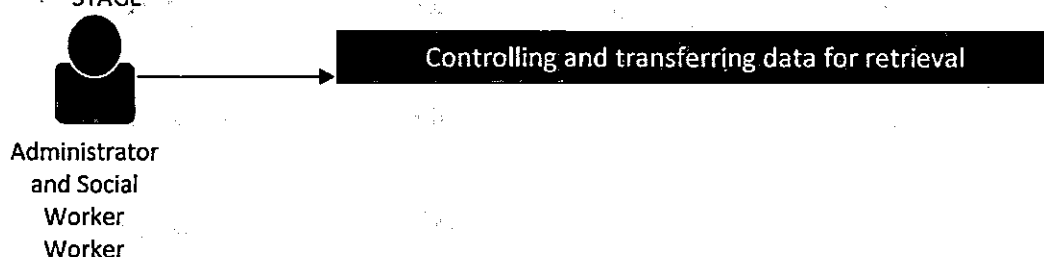 STAGE
Controlling and transferring data for retrieval
Administrator
and Social
Worker
Worker